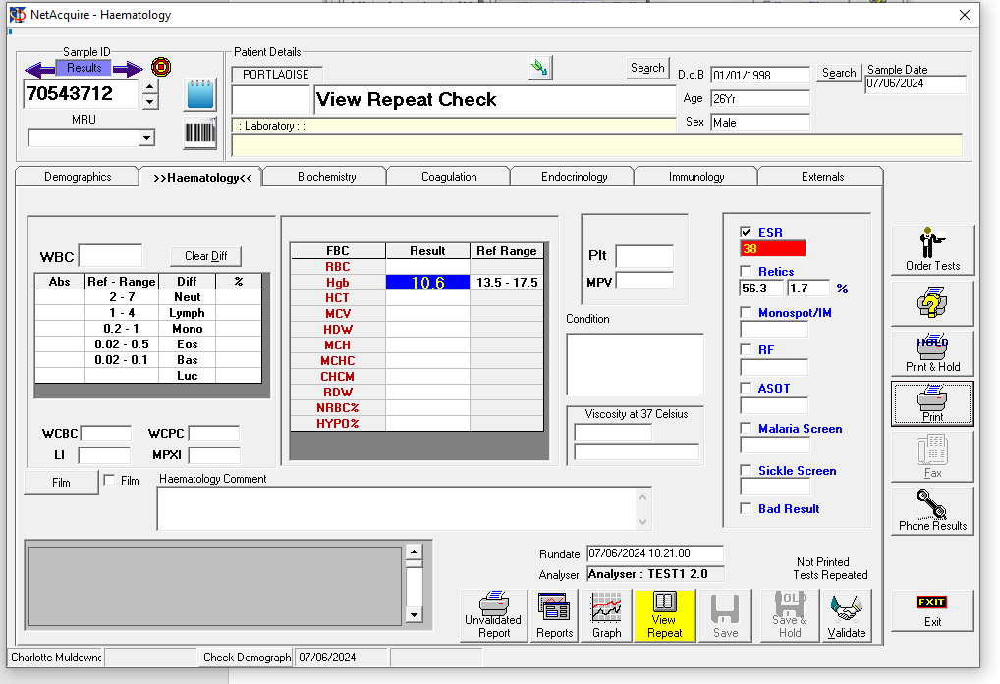 NetAcquire - Haematology
Sample ID
Results
70543712
MRU
Patient Details
PORTLAOISE
Search
D.o.B 01/01/1998
Search
Sample Date
07/06/2024
View Repeat Check
Age 26Yr
: Laboratory : :
Sex Male
Demographics
>>Haematology<<
Biochemistry
Coagulation
Endocrinology
Immunology
Externals
WBC
Clear Diff
Abs Ref - Range Diff %
2 - 7 Neut
1 - 4 Lymph
0.2 - 1 Mono
0.02 - 0.5 Eos
0.02 - 0.1 Bas
Luc
WCBC WCPC
LI MPXI
Film
Film
FBC Result Ref Range
RBC
Hgb 10.6 13.5 - 17.5
HCT
MCV
HDW
MCH
MCHC
CHCM
RDW
NRBC%
HYPO%
Plt
MPV
Condition
Viscosity at 37 Celsius
ESR
38
Retics
56.3 1.7 %
Monospot/IM
RF
ASOT
Malaria Screen
Sickle Screen
Bad Result
Order Tests
HOLD
Print & Hold
Print
Fax
Phone Results
Haematology Comment
Rundate 07/06/2024 10:21:00
Analyser : Analyser : TEST1 2.0
Not Printed
Tests Repeated
Unvalidated
Report
Reports
Graph
View
Repeat
Save
HOLD
Save &
Hold
Validate
EXIT
Exit
Charlotte Muldowne
Check Demograph
07/06/2024